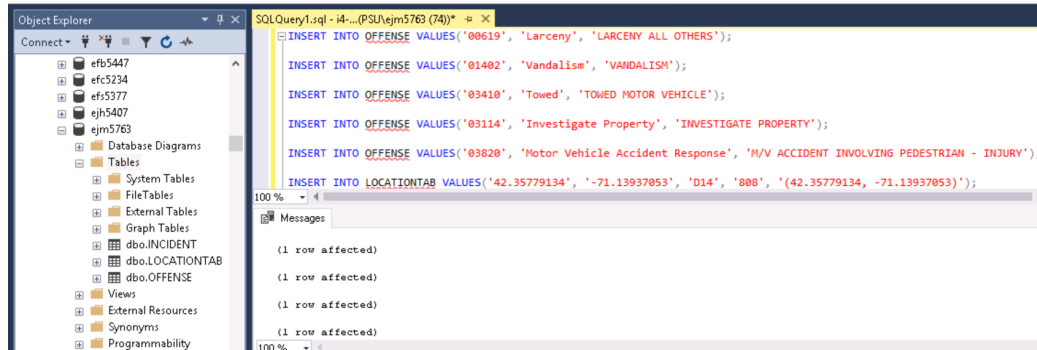 Object Explorer
Connect
efb5447
efc5234
efs5377
ejh5407
ejm5763
Database Diagrams
Tables
System Tables
FileTables
External Tables
Graph Tables
dbo.INCIDENT
dbo.LOCATIONTAB
dbo.OFFENSE
Views
External Resources
Synonyms
Programmability
SQLQuery1.sql - i4-...(PSU\ejm5763 (74))*
INSERT INTO OFFENSE VALUES('00619', 'Larceny', 'LARCENY ALL OTHERS');
INSERT INTO OFFENSE VALUES('01402', 'Vandalism', 'VANDALISM');
INSERT INTO OFFENSE VALUES('03410', 'Towed', 'TOWED MOTOR VEHICLE');
INSERT INTO OFFENSE VALUES('03114', 'Investigate Property', 'INVESTIGATE PROPERTY');
INSERT INTO OFFENSE VALUES('03820', 'Motor Vehicle Accident Response', 'M/V ACCIDENT INVOLVING PEDESTRIAN - INJURY')
INSERT INTO LOCATIONTAB VALUES('42.35779134', '-71.13937053', 'D14', '808', '(42.35779134, -71.13937053)');
100 %
Messages
(1 row affected)
(1 row affected)
(1 row affected)
(1 row affected)
100 %